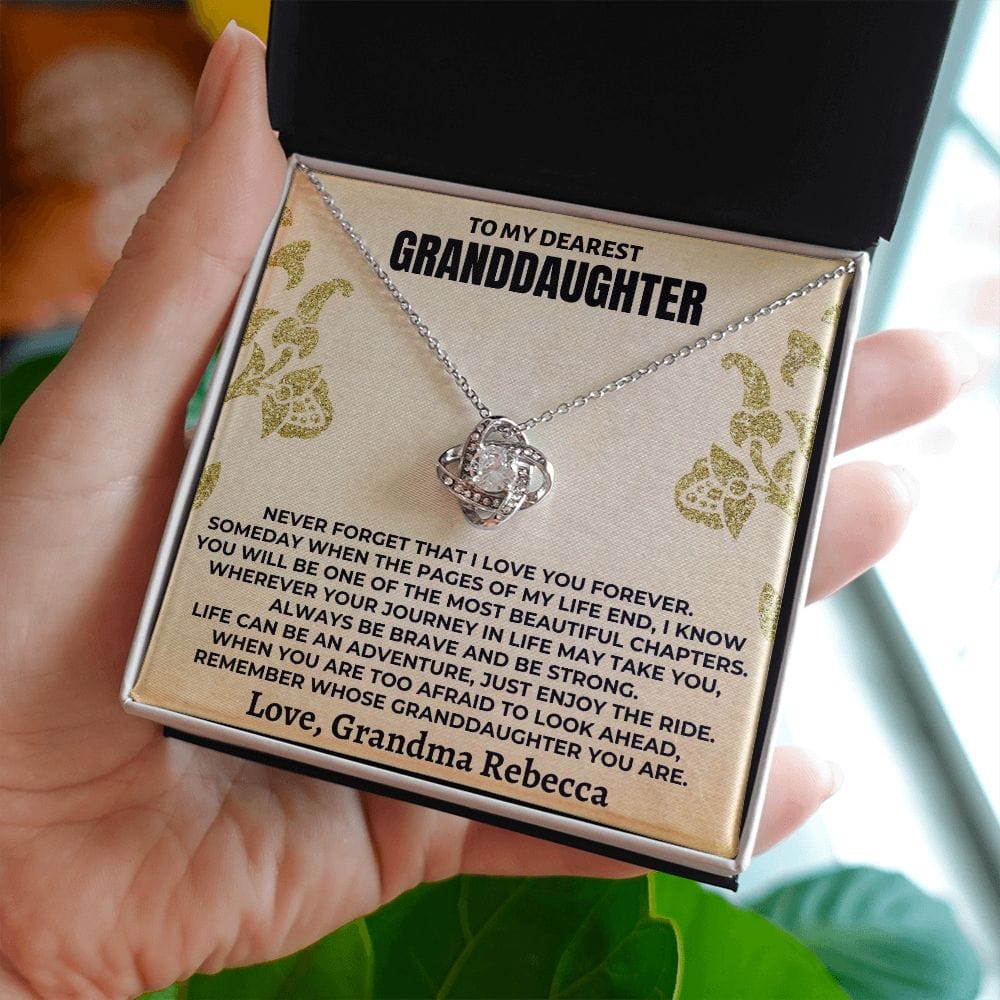 TO MY DEAREST
GRANDDAUGHTER
NEVER FORGET THAT I LOVE YOU FOREVER.
SOMEDAY WHEN THE PAGES OF MY LIFE END, I KNOW
YOU WILL BE ONE OF THE MOST BEAUTIFUL CHAPTERS.
WHEREVER YOUR JOURNEY IN LIFE MAY TAKE YOU,
ALWAYS BE BRAVE AND BE STRONG.
LIFE CAN BE AN ADVENTURE, JUST ENJOY THE RIDE.
WHEN YOU ARE TOO AFRAID TO LOOK AHEAD,
REMEMBER WHOSE GRANDDAUGHTER YOU ARE.
Love, Grandma Rebecca